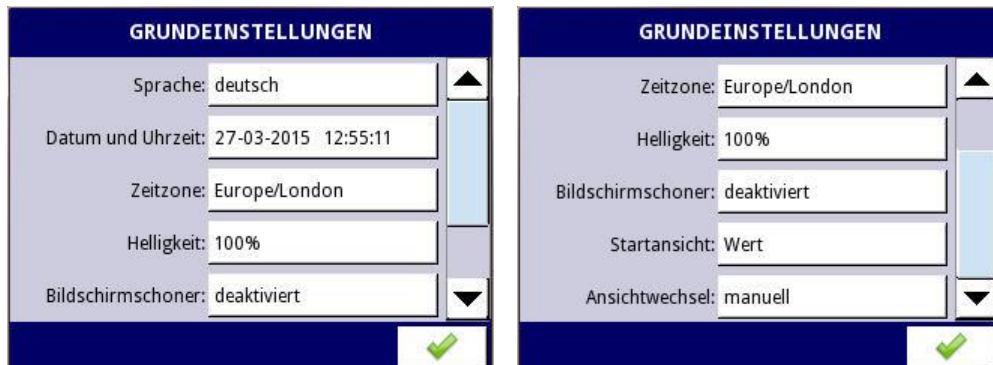 GRUNDEINSTELLUNGEN
Sprache: deutsch
Datum und Uhrzeit: 27-03-2015 12:55:11
Zeitzone: Europe/London
Helligkeit: 100%
Bildschirmschoner: deaktiviert
GRUNDEINSTELLUNGEN
Zeitzone: Europe/London
Helligkeit: 100%
Bildschirmschoner: deaktiviert
Startansicht: Wert
Ansichtwechsel: manuell